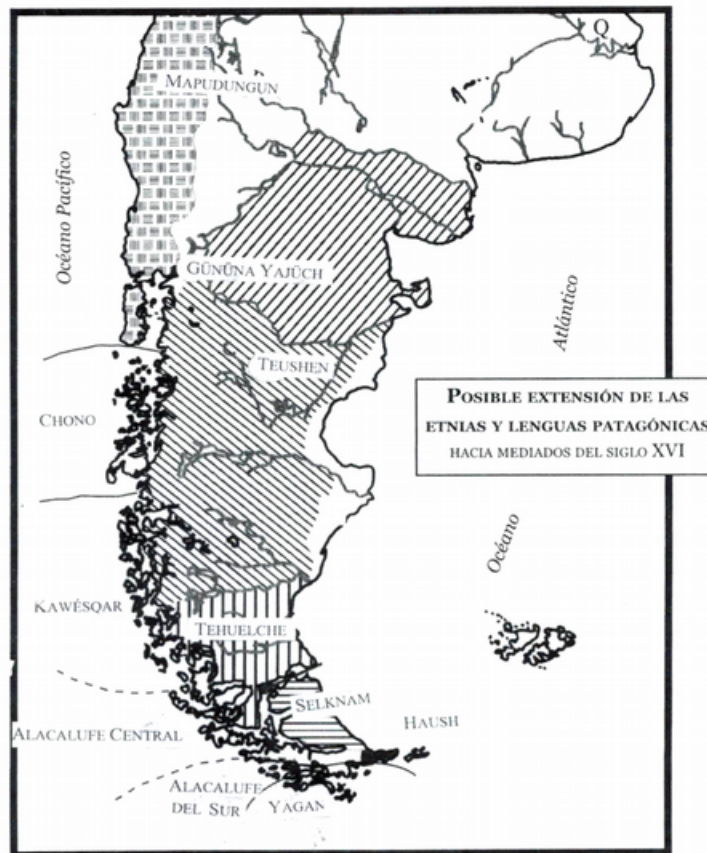 Q
MAPUDUNGUN
Océano Pacífico
GÜNÜNA YAJÜCH
Atlántico
TEUSHEN
POSIBLE EXTENSIÓN DE LAS
ETNIAS Y LENGUAS PATAGÓNICAS
HACIA MEDIADOS DEL SIGLO XVI
CHONO
Océano
KAWÉSQAR
TEHUELCHE
SELKNAM
HAUSH
ALACALUFE CENTRAL
ALACALUFE
DEL SUR
YAGAN